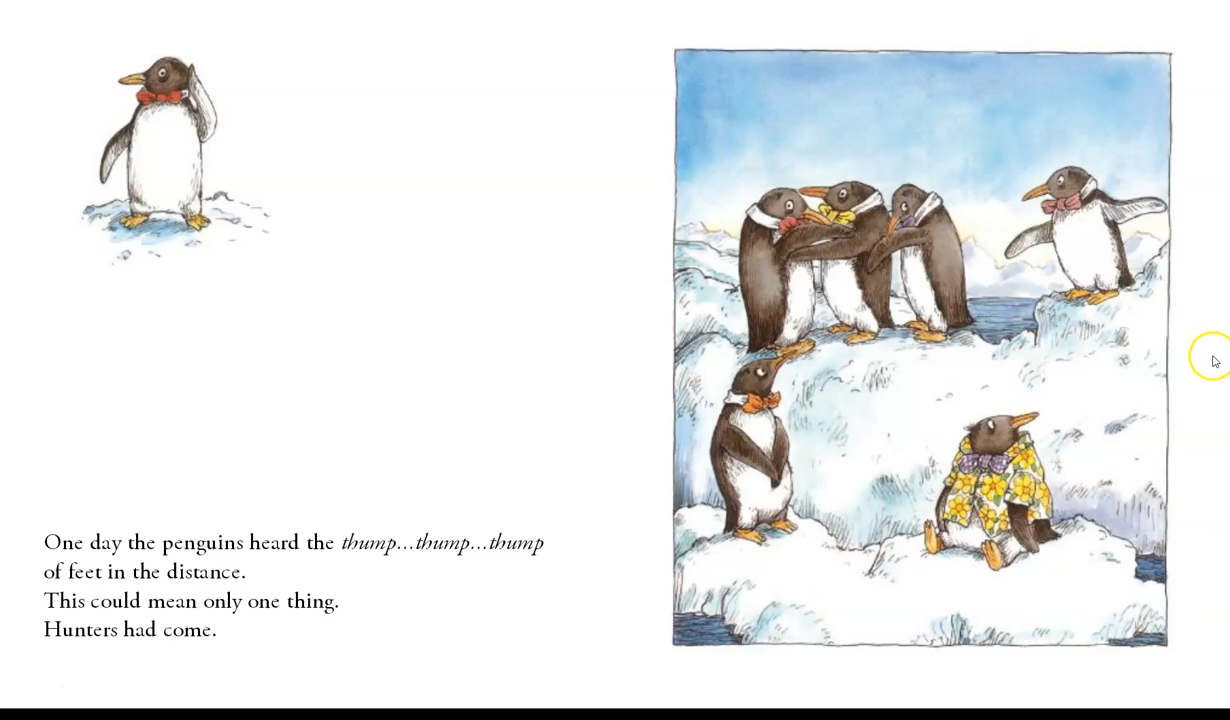 One day the penguins heard the thump...thump...thump
of feet in the distance.
This could mean only one thing.
Hunters had come.